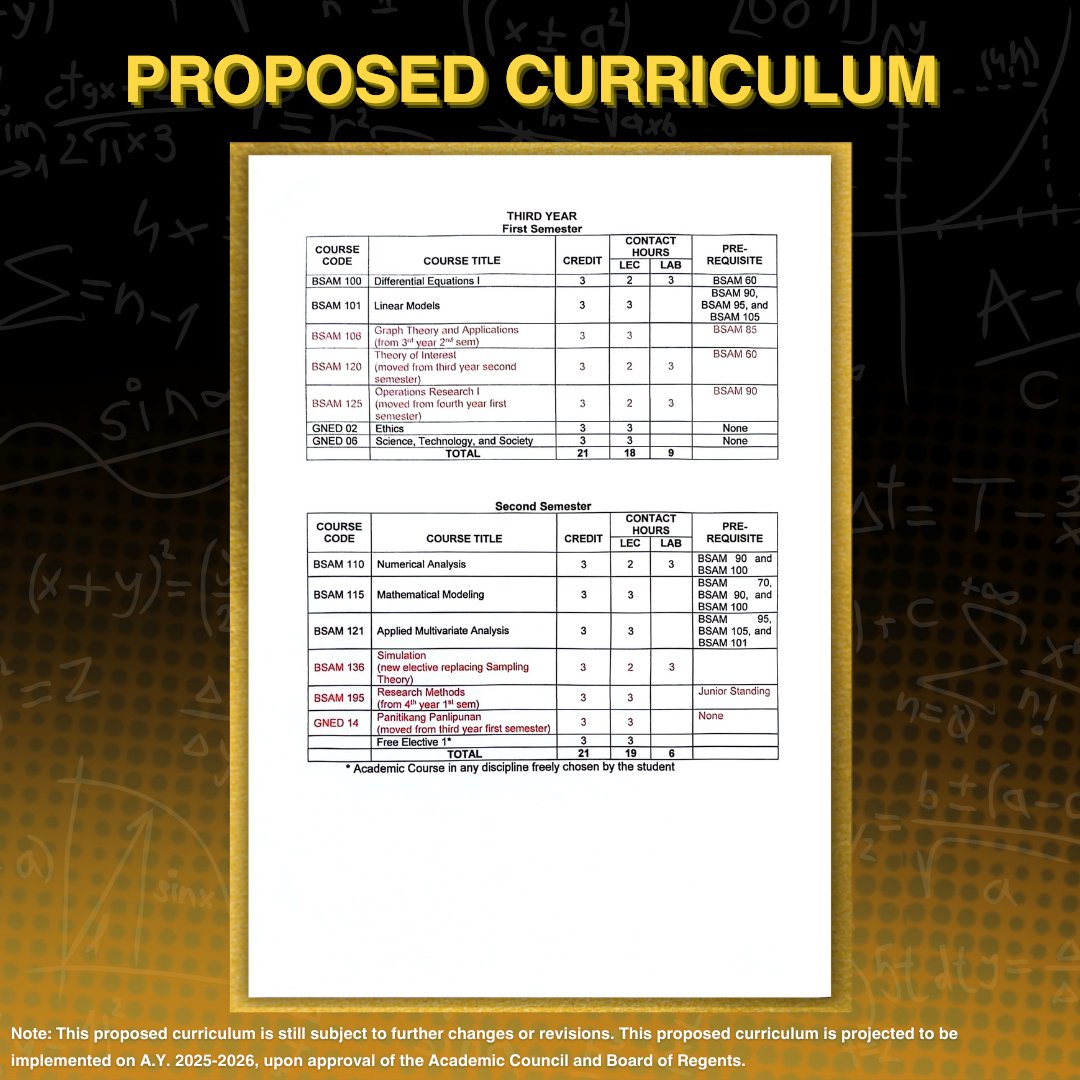 PROPOSED CURRICULUM
THIRD YEAR
First Semester
COURSE CODE COURSE TITLE CREDIT CONTACT HOURS PRE-REQUISITE
LEC LAB
BSAM 100 Differential Equations I 3 2 3 BSAM 60
BSAM 101 Linear Models 3 3 BSAM 90, BSAM 95, and BSAM 105
BSAM 106 Graph Theory and Applications (from 3rd year 2nd sem) 3 3 BSAM 85
BSAM 120 Theory of Interest (moved from third year second semester) 3 2 3 BSAM 60
BSAM 125 Operations Research I (moved from fourth year first semester) 3 2 3 BSAM 90
GNED 02 Ethics 3 3 None
GNED 06 Science, Technology, and Society 3 3 None
TOTAL 21 18 9
Second Semester
COURSE CODE COURSE TITLE CREDIT CONTACT HOURS PRE-REQUISITE
LEC LAB
BSAM 110 Numerical Analysis 3 2 3 BSAM 90 and BSAM 100
BSAM 115 Mathematical Modeling 3 3 BSAM 70, BSAM 90, and BSAM 100
BSAM 121 Applied Multivariate Analysis 3 3 BSAM 95, BSAM 105, and BSAM 101
BSAM 136 Simulation (new elective replacing Sampling Theory) 3 2 3
BSAM 195 Research Methods (from 4th year 1st sem) 3 3 Junior Standing
GNED 14 Panitikang Panlipunan (moved from third year first semester) 3 3 None
Free Elective 1* 3 3
TOTAL 21 19 6
* Academic Course in any discipline freely chosen by the student
Note: This proposed curriculum is still subject to further changes or revisions. This proposed curriculum is projected to be
implemented on A.Y. 2025-2026, upon approval of the Academic Council and Board of Regents.